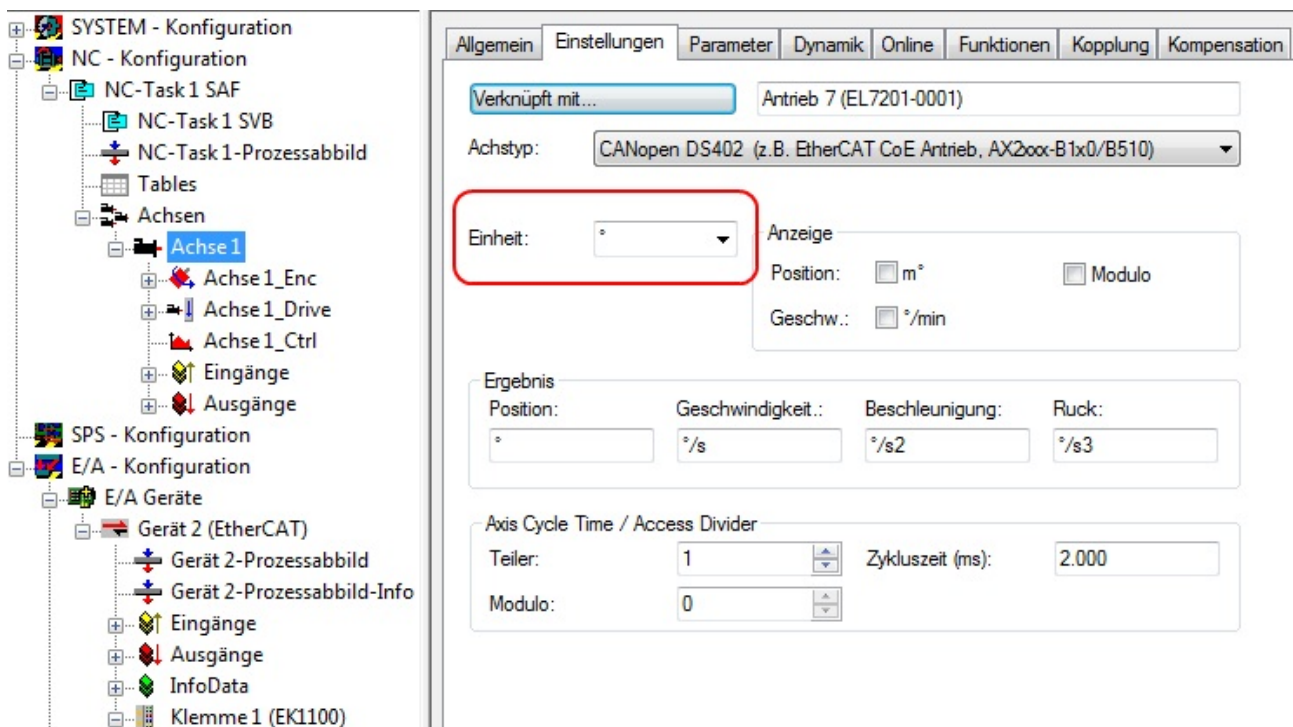 SYSTEM - Konfiguration
NC - Konfiguration
NC-Task 1 SAF
NC-Task 1 SVB
NC-Task 1-Prozessabbild
Tables
Achsen
Achse 1
Achse 1_Enc
Achse 1_Drive
Achse 1_Ctrl
Eingänge
Ausgänge
SPS - Konfiguration
E/A - Konfiguration
E/A Geräte
Gerät 2 (EtherCAT)
Gerät 2-Prozessabbild
Gerät 2-Prozessabbild-Info
Eingänge
Ausgänge
InfoData
Klemme 1 (EK1100)
Allgemein Einstellungen Parameter Dynamik Online Funktionen Kopplung Kompensation
Verknüpft mit... Antrieb 7 (EL7201-0001)
Achstyp: CANopen DS402 (z.B. EtherCAT CoE Antrieb, AX2xxx-B1x0/B510)
Einheit: °
Anzeige
Position: m° Modulo
Geschw.: °/min
Ergebnis
Position: Geschwindigkeit.: Beschleunigung: Ruck:
° °/s °/s2 °/s3
Axis Cycle Time / Access Divider
Teiler: 1 Zykluszeit (ms): 2.000
Modulo: 0